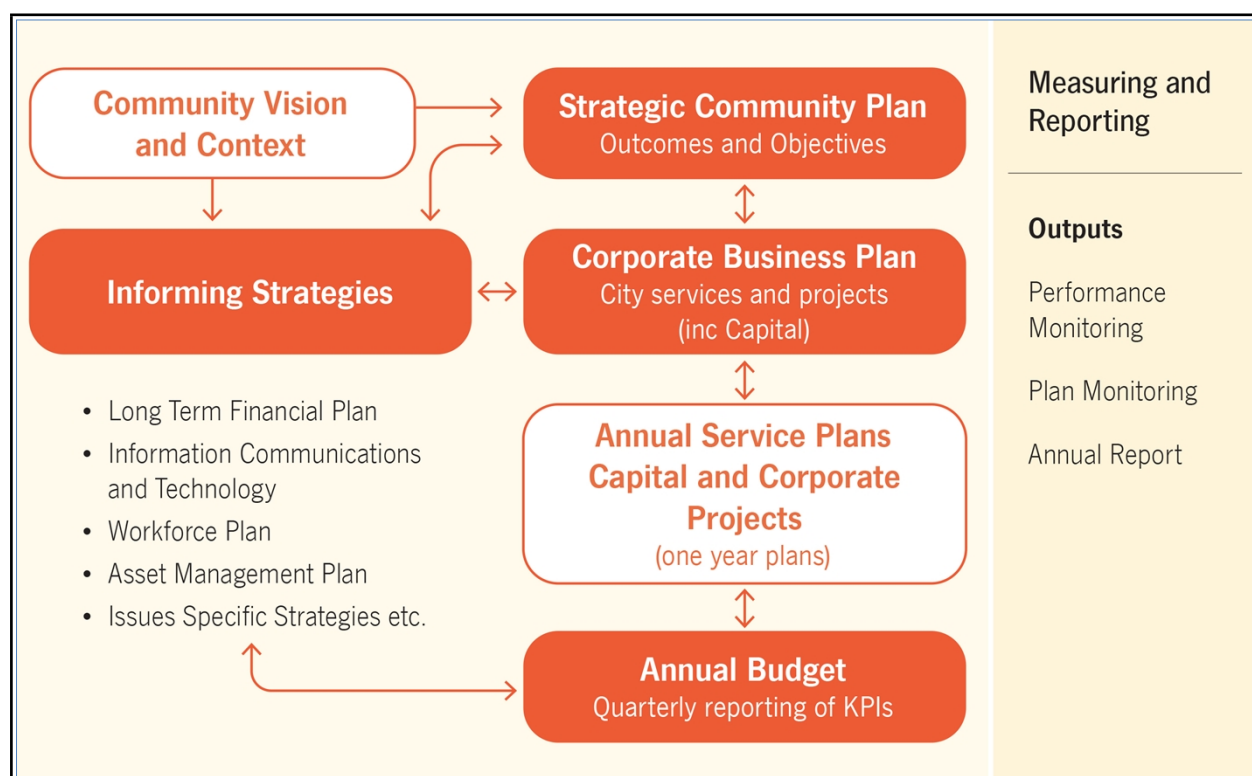 Community Vision
and Context
Strategic Community Plan
Outcomes and Objectives
Informing Strategies
Corporate Business Plan
City services and projects
(inc Capital)
• Long Term Financial Plan
• Information Communications
and Technology
• Workforce Plan
• Asset Management Plan
• Issues Specific Strategies etc.
Annual Service Plans
Capital and Corporate
Projects
(one year plans)
Annual Budget
Quarterly reporting of KPIs
Measuring and
Reporting
Outputs
Performance
Monitoring
Plan Monitoring
Annual Report